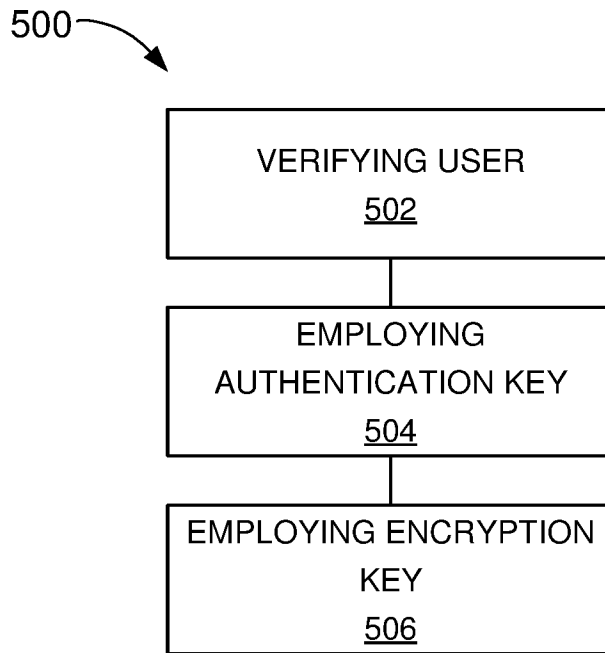 500
VERIFYING USER
502
EMPLOYING
AUTHENTICATION KEY
504
EMPLOYING ENCRYPTION
KEY
506